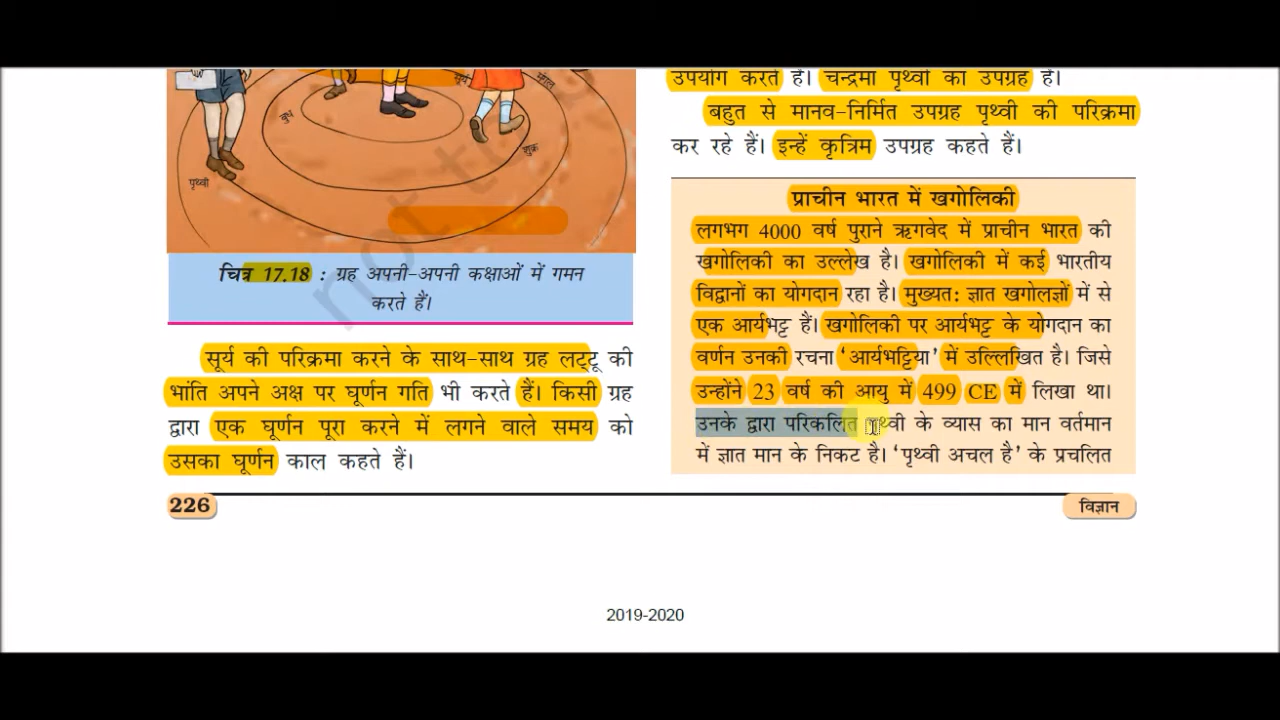 सूर्य
मंगल
बुध
शुक्र
पृथ्वी
चित्र 17.18 : ग्रह अपनी-अपनी कक्षाओं में गमन
करते हैं।
सूर्य की परिक्रमा करने के साथ-साथ ग्रह लट्टू की
भांति अपने अक्ष पर घूर्णन गति भी करते हैं। किसी ग्रह
द्वारा एक घूर्णन पूरा करने में लगने वाले समय को
उसका घूर्णन काल कहते हैं।
उपयोग करते हैं। चन्द्रमा पृथ्वी का उपग्रह है।
बहुत से मानव-निर्मित उपग्रह पृथ्वी की परिक्रमा
कर रहे हैं। इन्हें कृत्रिम उपग्रह कहते हैं।
प्राचीन भारत में खगोलिकी
लगभग 4000 वर्ष पुराने ऋगवेद में प्राचीन भारत की
खगोलिकी का उल्लेख है। खगोलिकी में कई भारतीय
विद्वानों का योगदान रहा है। मुख्यत: ज्ञात खगोलज्ञों में से
एक आर्यभट्ट हैं। खगोलिकी पर आर्यभट्ट के योगदान का
वर्णन उनकी रचना ‘आर्यभट्टिया’ में उल्लिखित है। जिसे
उन्होंने 23 वर्ष की आयु में 499 CE में लिखा था।
उनके द्वारा परिकलित पृथ्वी के व्यास का मान वर्तमान
में ज्ञात मान के निकट है। ‘पृथ्वी अचल है’ के प्रचलित
226
विज्ञान
2019-2020